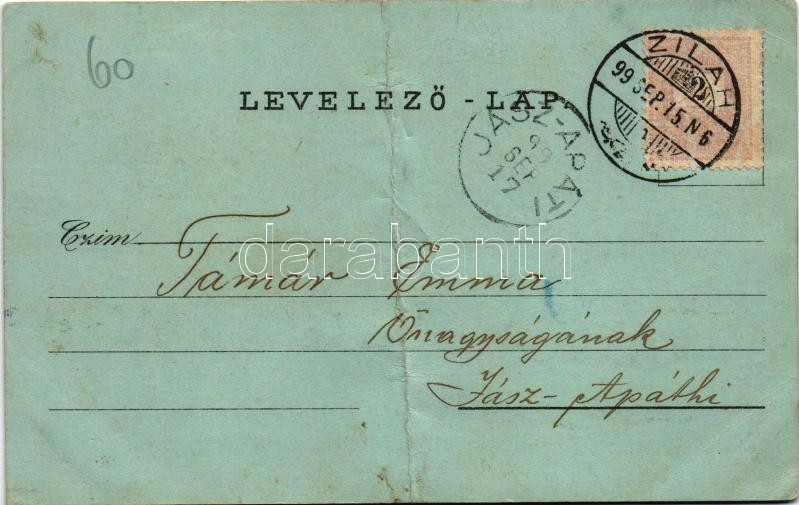 60
LEVELEZŐ - LAP
ZILAH
99 SEP. 15. N 6
JÁSZ-APÁTI
99
SEP
17
Czim
darabanth
Támár Emma
Őnagyságának
Jász-Apáthi